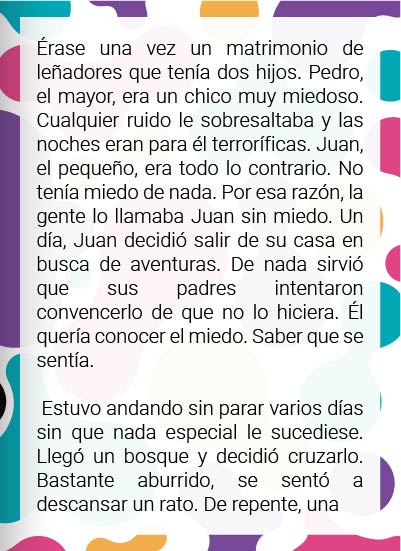 Érase una vez un matrimonio de
leñadores que tenía dos hijos. Pedro,
el mayor, era un chico muy miedoso.
Cualquier ruido le sobresaltaba y las
noches eran para él terroríficas. Juan,
el pequeño, era todo lo contrario. No
tenía miedo de nada. Por esa razón, la
gente lo llamaba Juan sin miedo. Un
día, Juan decidió salir de su casa en
busca de aventuras. De nada sirvió
que sus padres intentaron
convencerlo de que no lo hiciera. Él
quería conocer el miedo. Saber que se
sentía.
Estuvo andando sin parar varios días
sin que nada especial le sucediese.
Llegó un bosque y decidió cruzarlo.
Bastante aburrido, se sentó a
descansar un rato. De repente, una